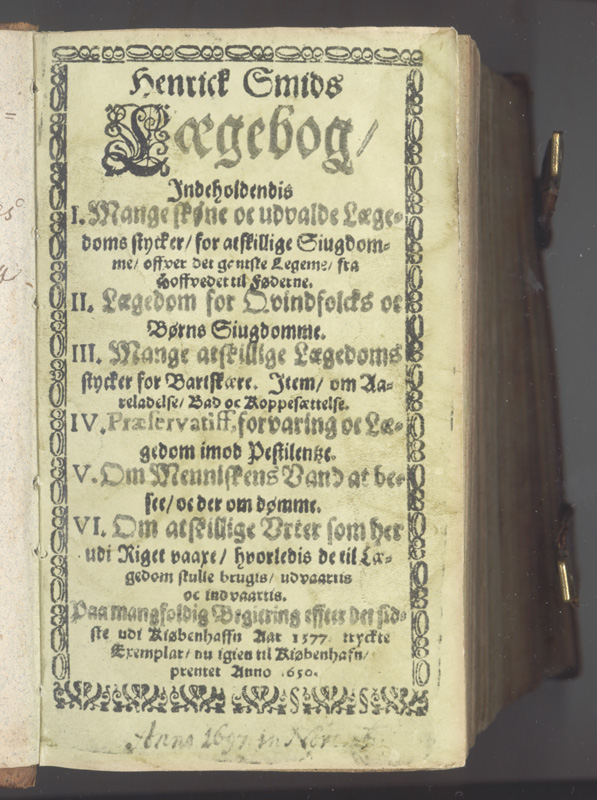 Henrick Smids
Lægebog/
Indeholdendis
I. Mange skøne oc udvalde Læge-
doms stycker/ for atskillige Siugdom-
me/ offver det gantste Legeme/ fra
Hoffvedet til Føderne.
II. Lægedom for Qvindfolcks oc
Børns Siugdomme.
III. Mange atskillige Lægedoms
stycker for Bartskære. Item/ om Aa-
reladelse/ Bad oc Koppesættelse.
IV. Præservatiff, forvaring oc Læ-
gedom imod Pestilentze.
V. Om Menniskens Vand at be-
see/ oc der om dømme.
VI. Om atskillige Vrter som her
udi Riget vaaxe/ hvorledis de til Læ-
gedom skulle brugis/ udvaartis
oc indvaartis.
Paa mangfoldig Begiering effter det sid-
ste udi Kiøbenhaffn Aar 1577 tryckte
Exemplar/ nu igien til Kiøbenhafn/
prentet Anno 1650.
Anno 1697 in